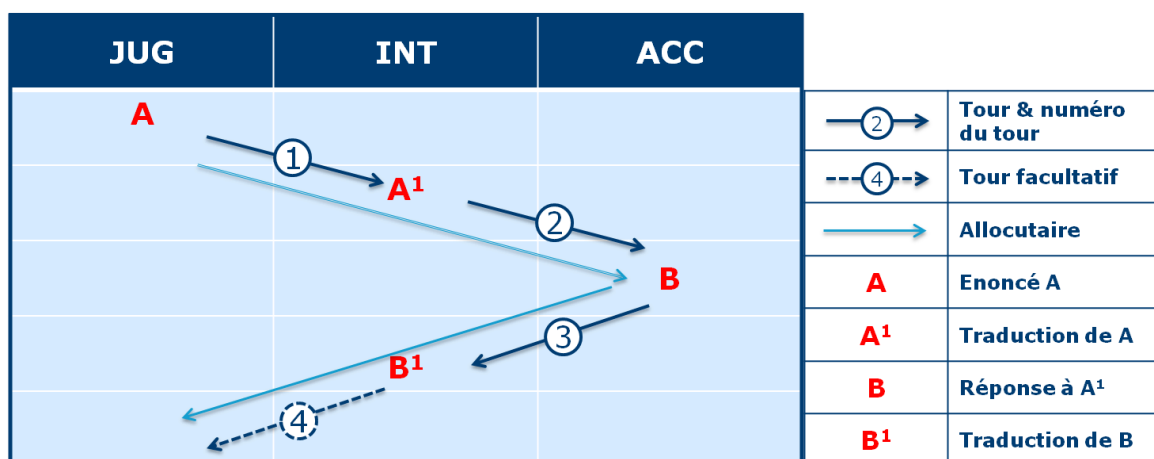 JUG INT ACC
A
1
A¹
2
B
3
B¹
4
2 Tour & numéro
du tour
4 Tour facultatif
Allocutaire
A Enoncé A
A¹ Traduction de A
B Réponse à A¹
B¹ Traduction de B